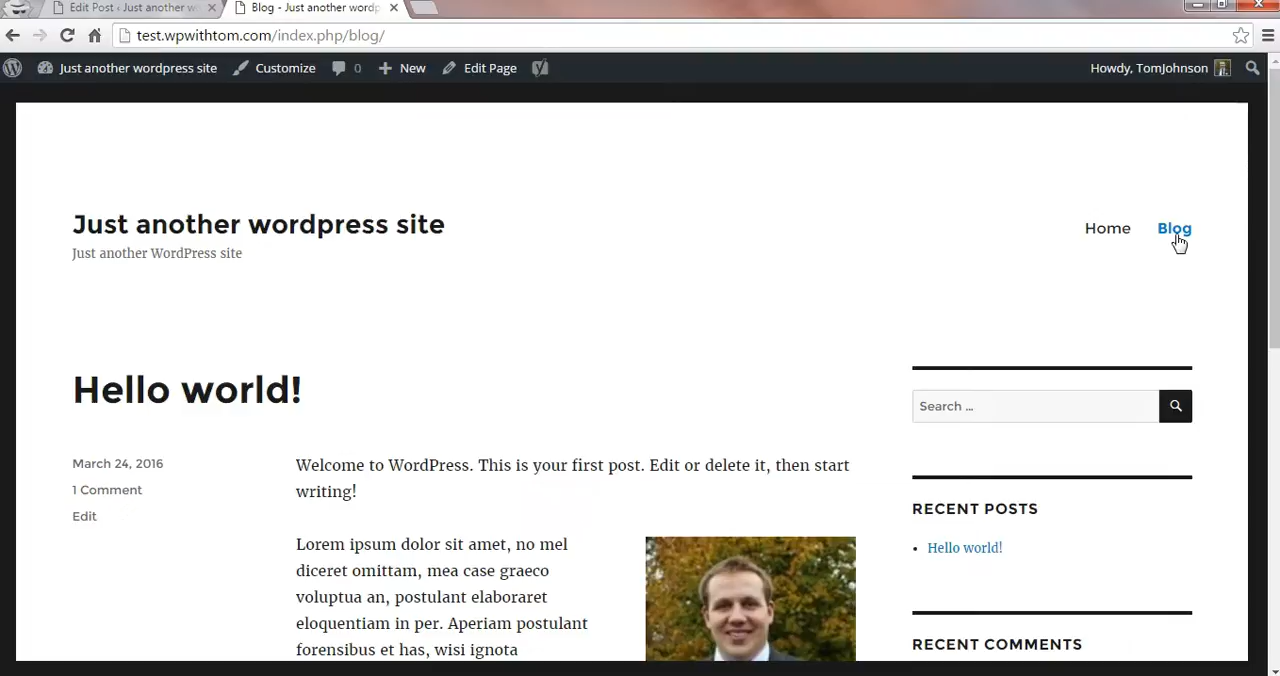 Edit Post ‹ Just another w
Blog - Just another wordp
test.wpwithtom.com/index.php/blog/
Just another wordpress site
Customize
0
New
Edit Page
Howdy, TomJohnson
Just another wordpress site
Just another WordPress site
Home
Blog
Hello world!
March 24, 2016
1 Comment
Edit
Welcome to WordPress. This is your first post. Edit or delete it, then start
writing!
Lorem ipsum dolor sit amet, no mel
diceret omittam, mea case graeco
voluptua an, postulant elaboraret
eloquentiam in per. Aperiam postulant
forensibus et has, wisi ignota
Search …
RECENT POSTS
Hello world!
RECENT COMMENTS